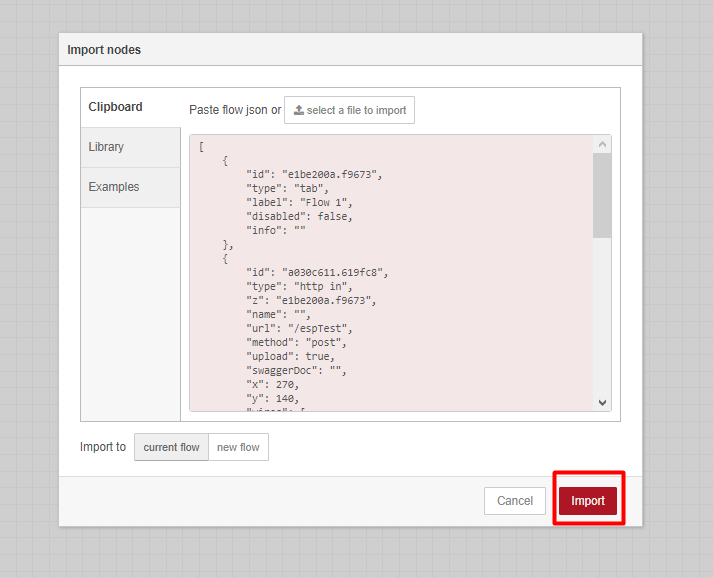 Import nodes
Clipboard
Library
Examples
Paste flow json or select a file to import
[
    {
        "id": "e1be200a.f9673",
        "type": "tab",
        "label": "Flow 1",
        "disabled": false,
        "info": ""
    },
    {
        "id": "a030c611.619fc8",
        "type": "http in",
        "z": "e1be200a.f9673",
        "name": "",
        "url": "/espTest",
        "method": "post",
        "upload": true,
        "swaggerDoc": "",
        "x": 270,
        "y": 140,
        "wires": [
Import to current flow new flow
Cancel Import